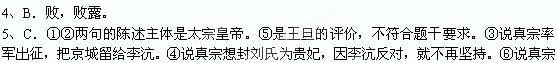 4、B．败，败露。
5、C．①②两句的陈述主体是太宗皇帝。⑤是王旦的评价，不符合题干要求。③说真宗率
军出征，把京城留给李沆。④说真宗想封刘氏为贵妃，因李沆反对，就不再坚持。⑥说真宗